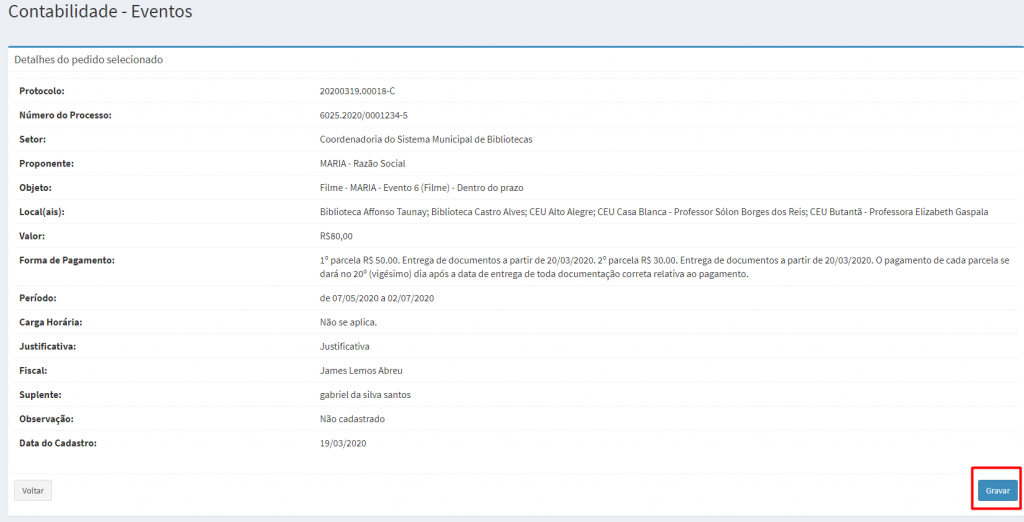 Contabilidade - Eventos
Detalhes do pedido selecionado
Protocolo: 20200319.00018-C
Número do Processo: 6025.2020/0001234-5
Setor: Coordenadoria do Sistema Municipal de Bibliotecas
Proponente: MARIA - Razão Social
Objeto: Filme - MARIA - Evento 6 (Filme) - Dentro do prazo
Local(ais): Biblioteca Affonso Taunay; Biblioteca Castro Alves; CEU Alto Alegre; CEU Casa Blanca - Professor Sólon Borges dos Reis; CEU Butantã - Professora Elizabeth Gaspala
Valor: R$80,00
Forma de Pagamento: 1º parcela R$ 50.00. Entrega de documentos a partir de 20/03/2020. 2º parcela R$ 30.00. Entrega de documentos a partir de 20/03/2020. O pagamento de cada parcela se
dará no 20º (vigésimo) dia após a data de entrega de toda documentação correta relativa ao pagamento.
Período: de 07/05/2020 a 02/07/2020
Carga Horária: Não se aplica.
Justificativa: Justificativa
Fiscal: James Lemos Abreu
Suplente: gabriel da silva santos
Observação: Não cadastrado
Data do Cadastro: 19/03/2020
Voltar Gravar